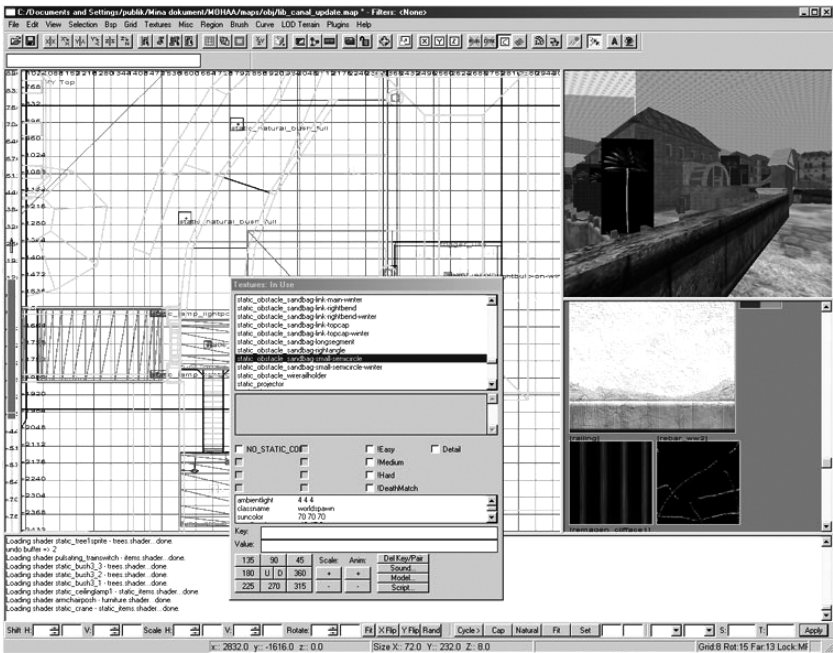 C:/Documents and Settings/publik/Mina dokument/MOHAA/maps/obj/lib_canal_update.map * - Filters: <None>
File Edit View Selection Bsp Grid Textures Misc Region Brush Curve LOD Terrain Plugins Help
XY Top
static_natural_bush_full
static_natural_bush_full
Textures: In Use
static_obstacle_sandbag-link-main-winter
static_obstacle_sandbag-link-rightbend
static_obstacle_sandbag-link-rightbend-winter
static_obstacle_sandbag-link-topcap
static_obstacle_sandbag-link-topcap-winter
static_obstacle_sandbag-longsegment
static_obstacle_sandbag-rightangle
static_obstacle_sandbag-small-semicircle
static_obstacle_sandbag-small-semicircle-winter
static_obstacle_wirerailholder
static_projector
[railing] [rebar_ww2]
[remagen_clifface1]
!Easy Detail
!Medium
!Hard
!DeathMatch
ambientlight 4 4 4
classname worldspawn
suncolor 70 70 70
Key:
Value:
135 90 45 Scale: Anim: Del Key/Pair
180 U D 360 + + Sound...
Model...
225 270 315 - - Script...
Loading shader static_tree1sprite - trees.shader...done.
undo buffer => 2
Loading shader pulsating_trainswitch - items.shader...done.
Loading shader static_bush3_3 - trees.shader...done.
Loading shader static_bush3_2 - trees.shader...done.
Loading shader static_bush3_1 - trees.shader...done.
Loading shader static_ceilinglamp1 - static_items.shader...done.
Loading shader armchairposh - furniture.shader...done.
Loading shader static_crane - static_items.shader...done.
Shift H: V: Scale H: V: Rotate: Fit X Flip Y Flip Rand Cycle> Cap Natural Fit Set S: T: Apply
x:: 2832.0 y:: -1616.0 z:: 0.0 Size X:: 72.0 Y:: 232.0 Z:: 8.0 Grid:8 Rot:15 Far:13 Lock: